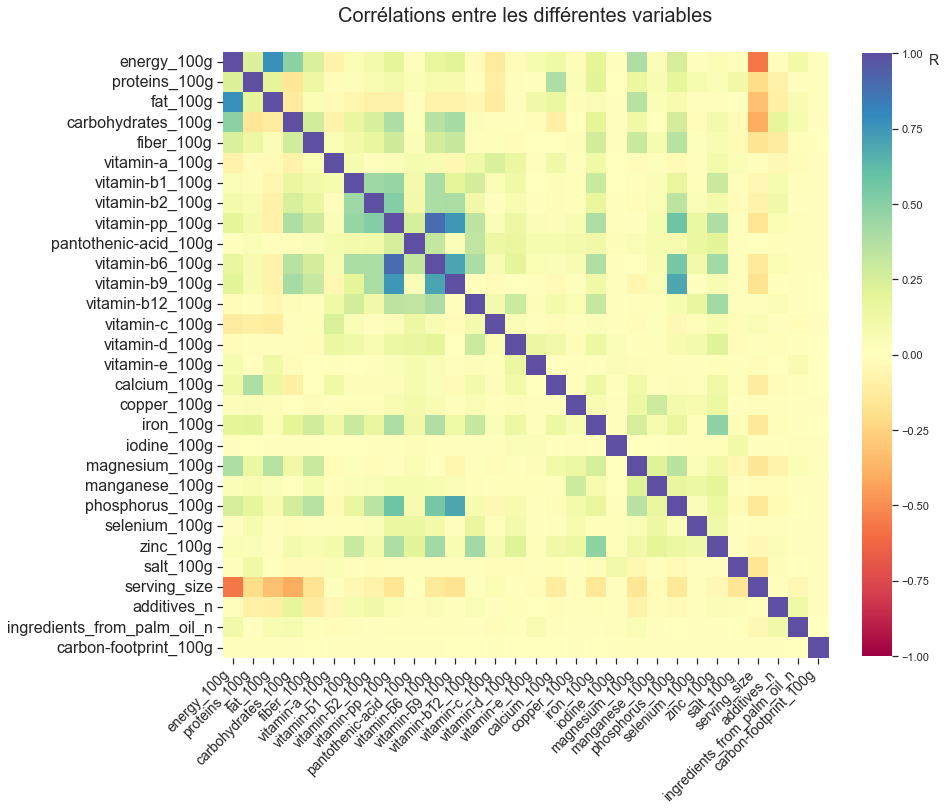 Corrélations entre les différentes variables
energy_100g
proteins_100g
fat_100g
carbohydrates_100g
fiber_100g
vitamin-a_100g
vitamin-b1_100g
vitamin-b2_100g
vitamin-pp_100g
pantothenic-acid_100g
vitamin-b6_100g
vitamin-b9_100g
vitamin-b12_100g
vitamin-c_100g
vitamin-d_100g
vitamin-e_100g
calcium_100g
copper_100g
iron_100g
iodine_100g
magnesium_100g
manganese_100g
phosphorus_100g
selenium_100g
zinc_100g
salt_100g
serving_size
additives_n
ingredients_from_palm_oil_n
carbon-footprint_100g
energy_100g
proteins_100g
fat_100g
carbohydrates_100g
fiber_100g
vitamin-a_100g
vitamin-b1_100g
vitamin-b2_100g
vitamin-pp_100g
pantothenic-acid_100g
vitamin-b6_100g
vitamin-b9_100g
vitamin-b12_100g
vitamin-c_100g
vitamin-d_100g
vitamin-e_100g
calcium_100g
copper_100g
iron_100g
iodine_100g
magnesium_100g
manganese_100g
phosphorus_100g
selenium_100g
zinc_100g
salt_100g
serving_size
additives_n
ingredients_from_palm_oil_n
carbon-footprint_100g
R
1.00
0.75
0.50
0.25
0.00
−0.25
−0.50
−0.75
−1.00